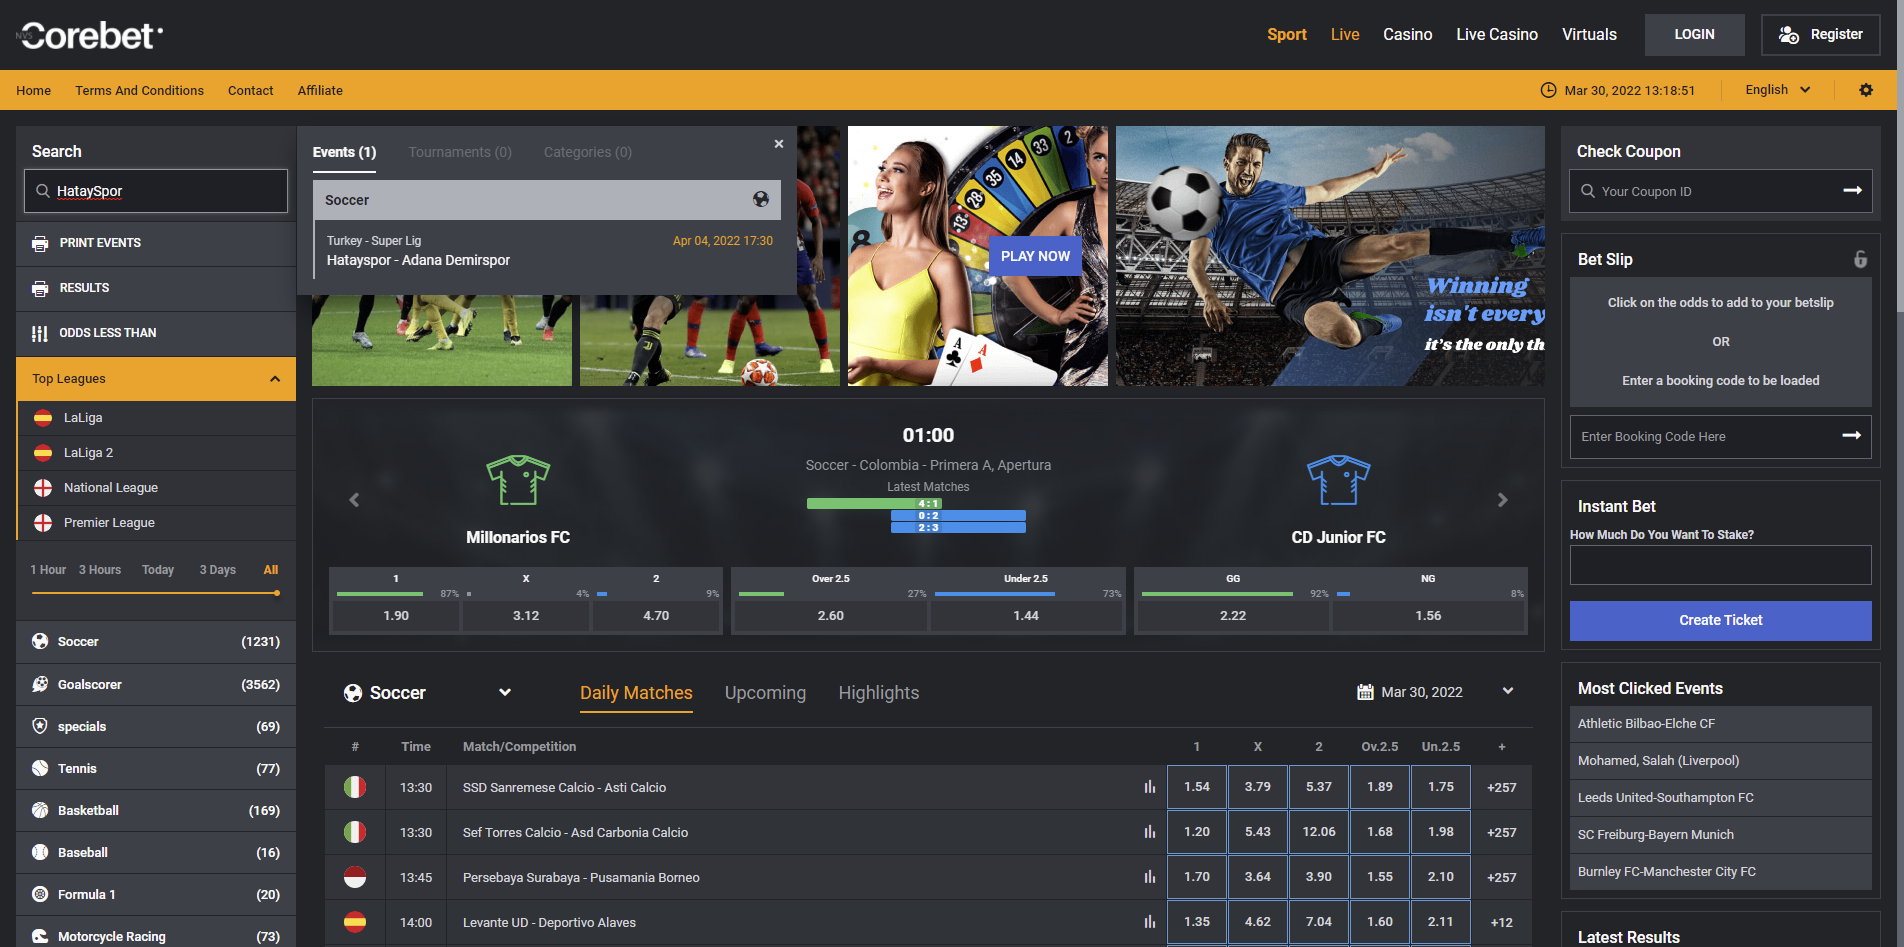 NVS
Corebet
Sport
Live
Casino
Live Casino
Virtuals
LOGIN
Register
Home
Terms And Conditions
Contact
Affiliate
Mar 30, 2022 13:18:51
English
Search
HataySpor
PRINT EVENTS
RESULTS
ODDS LESS THAN
Top Leagues
LaLiga
LaLiga 2
National League
Premier League
1 Hour
3 Hours
Today
3 Days
All
Soccer (1231)
Goalscorer (3562)
specials (69)
Tennis (77)
Basketball (169)
Baseball (16)
Formula 1 (20)
Motorcycle Racing (73)
Events (1)
Tournaments (0)
Categories (0)
×
Soccer
Turkey - Super Lig
Apr 04, 2022 17:30
Hatayspor - Adana Demirspor
8
13
28
35
14
33
2
A
A
PLAY NOW
Winning
isn't every
it's the only th
01:00
Soccer - Colombia - Primera A, Apertura
Latest Matches
4 : 1
0 : 2
2 : 3
Millonarios FC
CD Junior FC
1 X 2
87% 4% 9%
1.90 3.12 4.70
Over 2.5 Under 2.5
27% 73%
2.60 1.44
GG NG
92% 8%
2.22 1.56
Soccer
Daily Matches
Upcoming
Highlights
Mar 30, 2022
# Time Match/Competition 1 X 2 Ov.2.5 Un.2.5 +
13:30 SSD Sanremese Calcio - Asti Calcio 1.54 3.79 5.37 1.89 1.75 +257
13:30 Sef Torres Calcio - Asd Carbonia Calcio 1.20 5.43 12.06 1.68 1.98 +257
13:45 Persebaya Surabaya - Pusamania Borneo 1.70 3.64 3.90 1.55 2.10 +257
14:00 Levante UD - Deportivo Alaves 1.35 4.62 7.04 1.60 2.11 +12
Check Coupon
Your Coupon ID
Bet Slip
Click on the odds to add to your betslip
OR
Enter a booking code to be loaded
Enter Booking Code Here
Instant Bet
How Much Do You Want To Stake?
Create Ticket
Most Clicked Events
Athletic Bilbao-Elche CF
Mohamed, Salah (Liverpool)
Leeds United-Southampton FC
SC Freiburg-Bayern Munich
Burnley FC-Manchester City FC
Latest Results